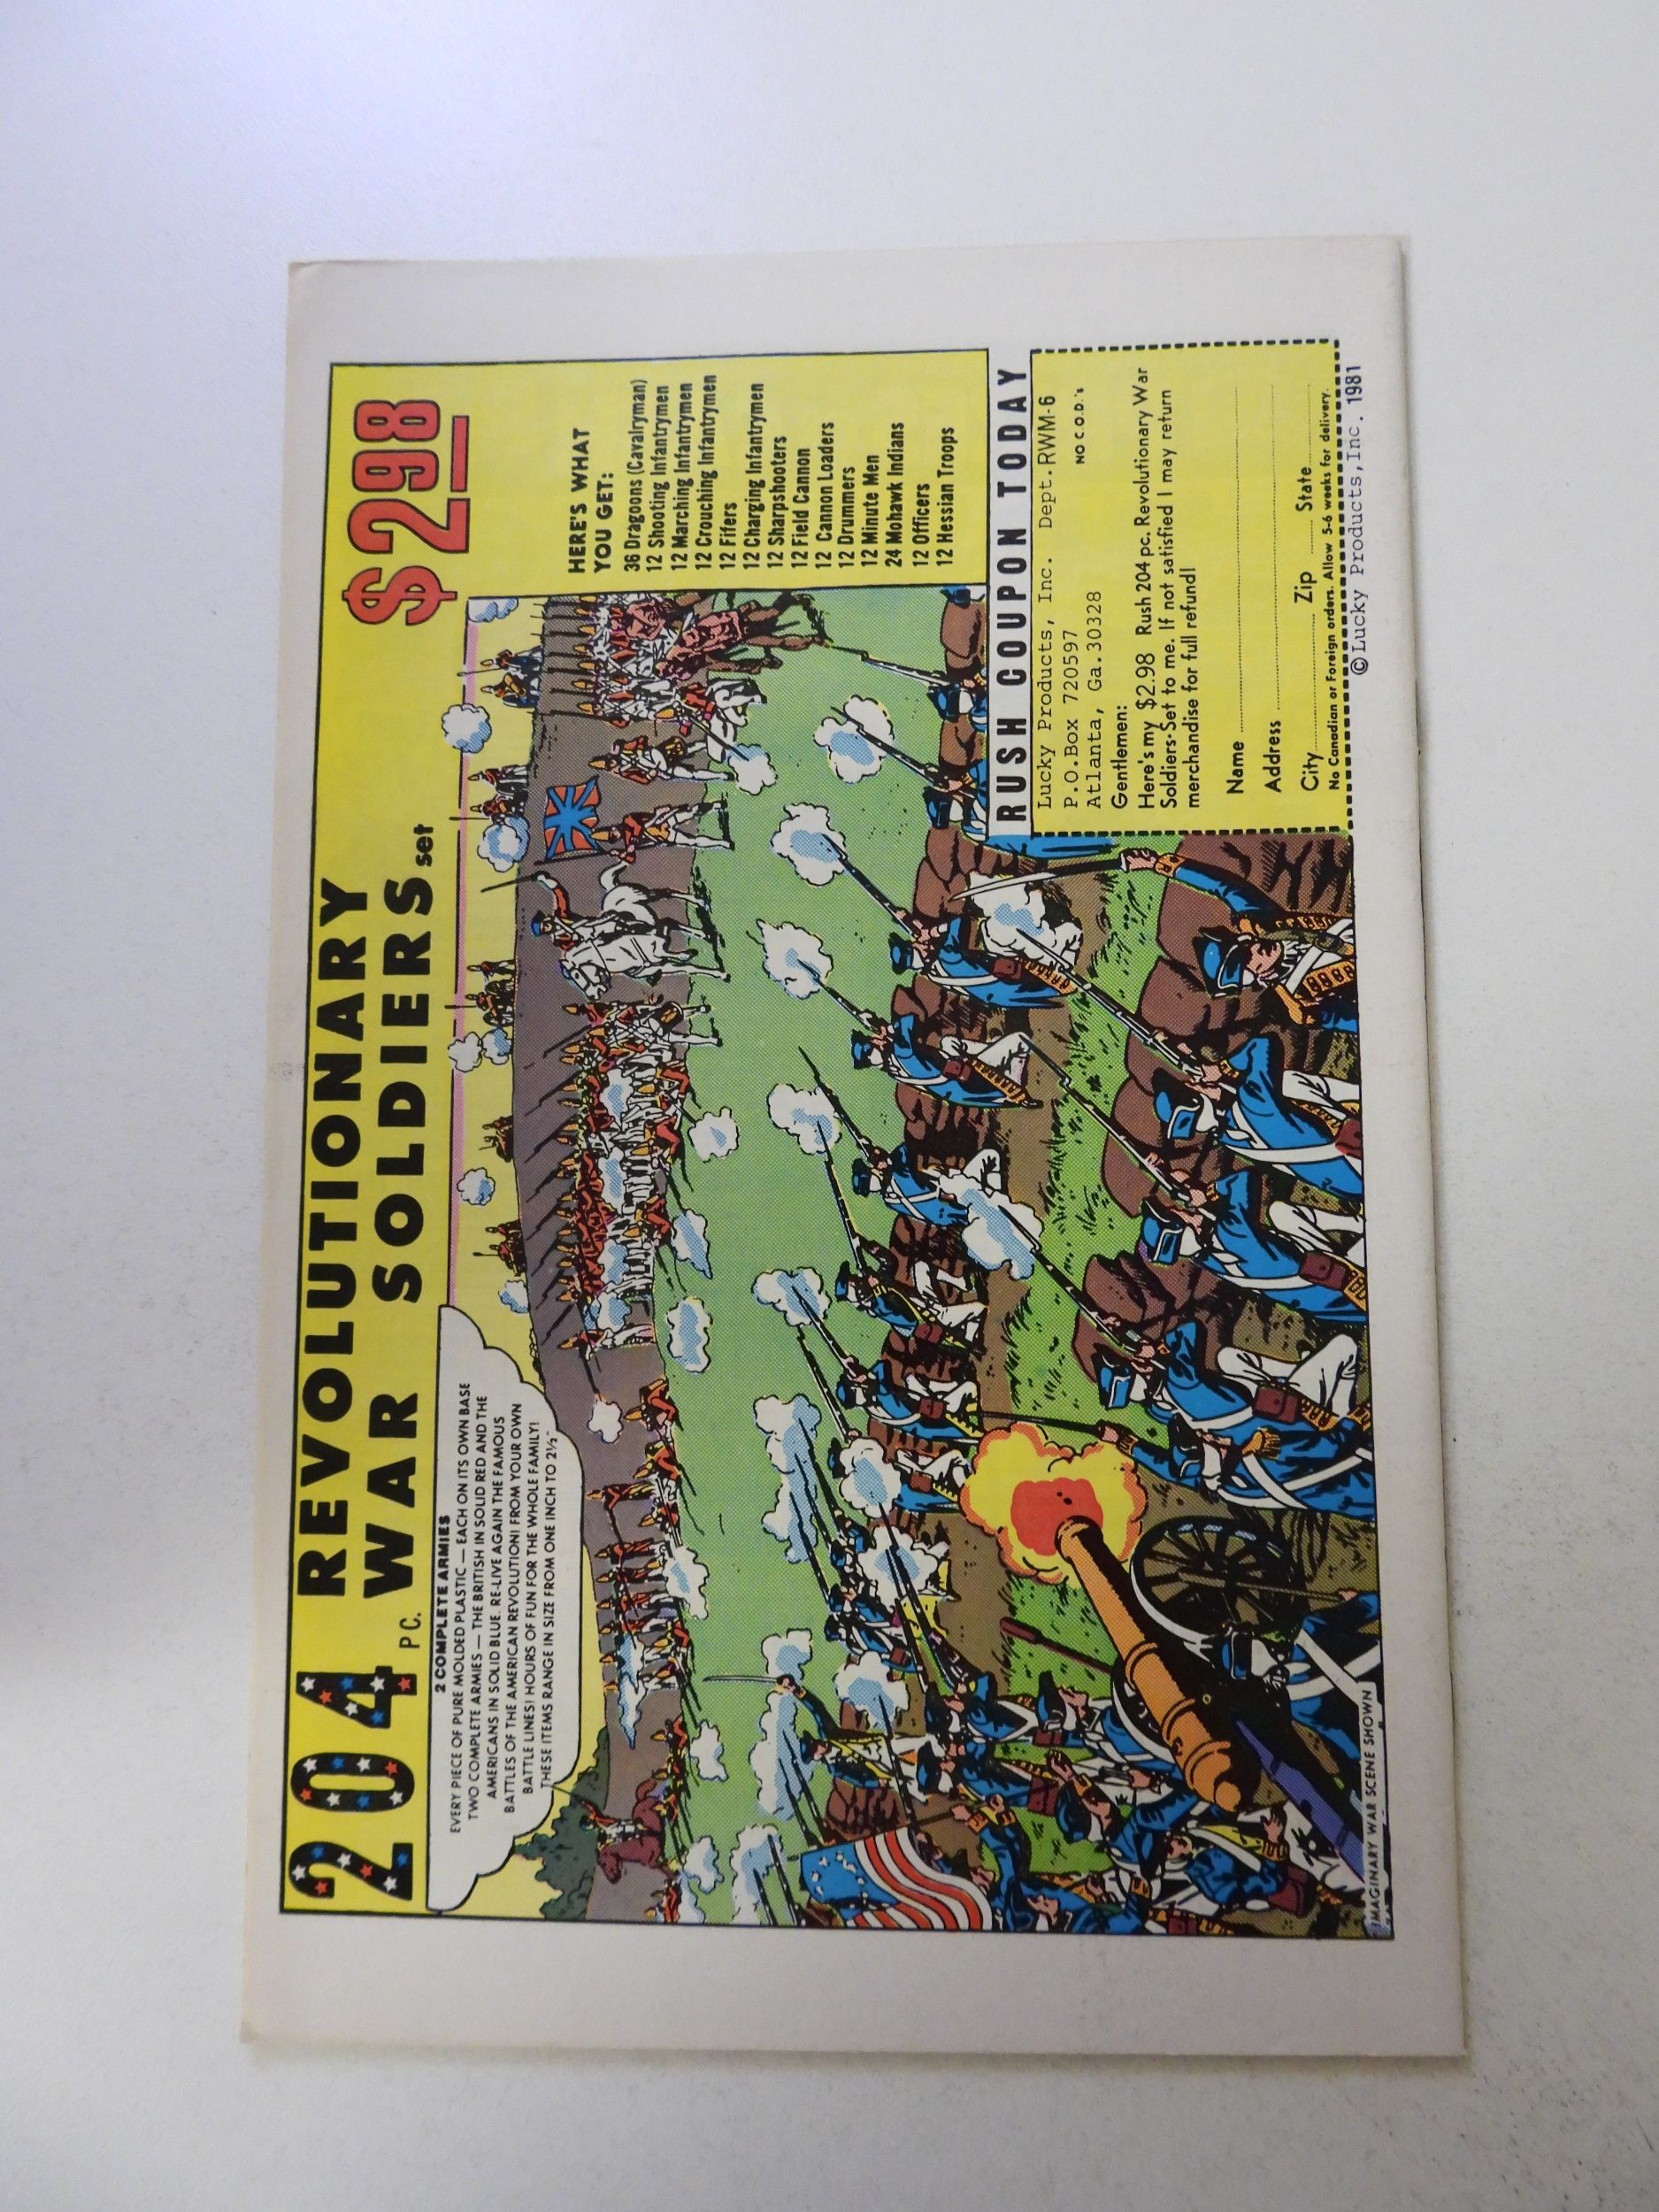 204 PC. REVOLUTIONARY
WAR SOLDIERS set
$2.98
2 COMPLETE ARMIES
EVERY PIECE OF PURE MOLDED PLASTIC — EACH ON ITS OWN BASE
TWO COMPLETE ARMIES — THE BRITISH IN SOLID RED AND THE
AMERICANS IN SOLID BLUE. RE-LIVE AGAIN THE FAMOUS
BATTLES OF THE AMERICAN REVOLUTION! FROM YOUR OWN
BATTLE LINES! HOURS OF FUN FOR THE WHOLE FAMILY!
THESE ITEMS RANGE IN SIZE FROM ONE INCH TO 2½"
HERE'S WHAT
YOU GET:
36 Dragoons (Cavalryman)
12 Shooting Infantrymen
12 Marching Infantrymen
12 Crouching Infantrymen
12 Fifers
12 Charging Infantrymen
12 Sharpshooters
12 Field Cannon
12 Cannon Loaders
12 Drummers
12 Minute Men
24 Mohawk Indians
12 Officers
12 Hessian Troops
RUSH COUPON TODAY
Lucky Products, Inc. Dept.RWM-6
P.O.Box 720597 NO C.O.D.'s
Atlanta, Ga.30328
Gentlemen:
Here's my $2.98 Rush 204 pc. Revolutionary War
Soldiers Set to me. If not satisfied I may return
merchandise for full refund!
Name
Address
City Zip State
No Canadian or Foreign orders. Allow 5-6 weeks for delivery.
©Lucky Products,Inc. 1981
IMAGINARY WAR SCENE SHOWN